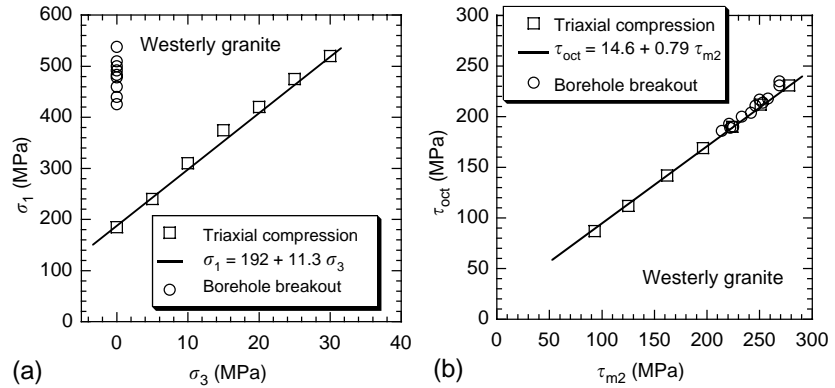 600
500
400
300
200
100
0
Westerly granite
Triaxial compression
σ1 = 192 + 11.3 σ3
Borehole breakout
0 10 20 30 40
σ1 (MPa)
σ3 (MPa)
(a)
300
250
200
150
100
50
0
Triaxial compression
τoct = 14.6 + 0.79 τm2
Borehole breakout
Westerly granite
0 50 100 150 200 250 300
τoct (MPa)
τm2 (MPa)
(b)